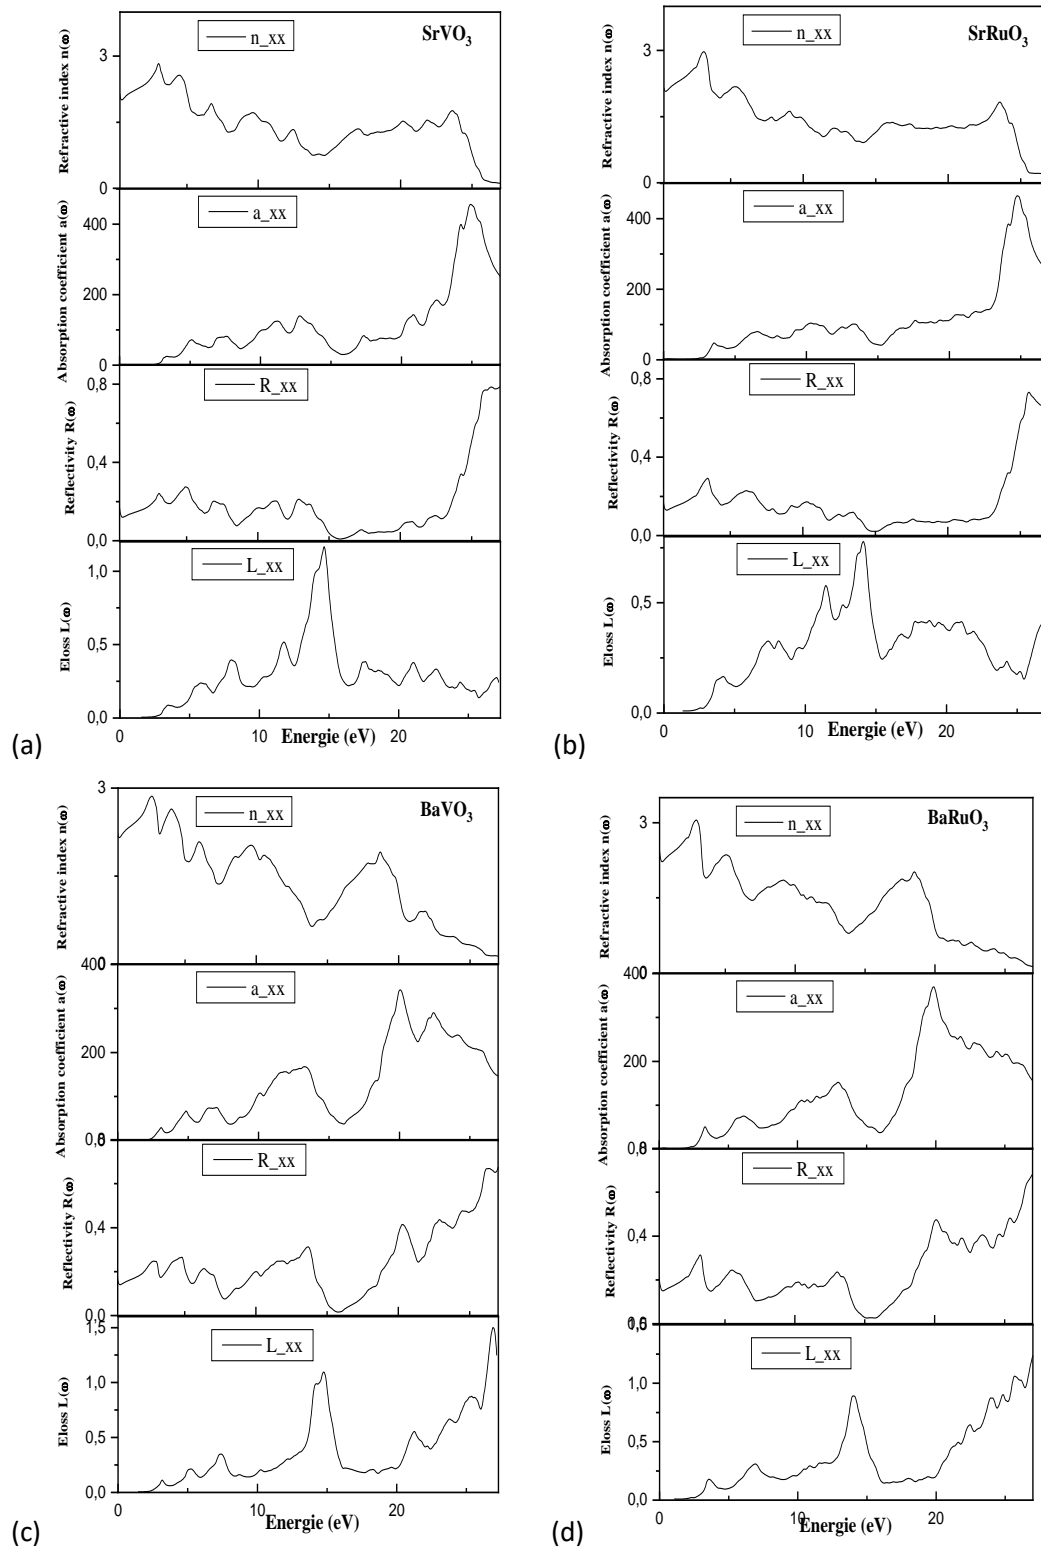 SrVO3
n_xx
Refractive index n(ω)
3
0
a_xx
Absorption coefficient a(ω)
400
200
0
R_xx
Reflectivity R(ω)
0,8
0,4
0,0
L_xx
Eloss L(ω)
1,0
0,5
0,0
0
10
20
Energie (eV)
(a)
SrRuO3
n_xx
Refractive index n(ω)
3
0
a_xx
Absorption coefficient a(ω)
400
200
0
R_xx
Reflectivity R(ω)
0,8
0,4
0,0
L_xx
Eloss L(ω)
0,5
0,0
0
10
20
Energie (eV)
(b)
BaVO3
n_xx
Refractive index n(ω)
3
400
a_xx
Absorption coefficient a(ω)
200
R_xx
Reflectivity R(ω)
0,4
0,0
L_xx
Eloss L(ω)
1,5
1,0
0,5
0,0
0
10
20
Energie (eV)
(c)
BaRuO3
n_xx
Refractive index n(ω)
3
400
a_xx
Absorption coefficient a(ω)
200
R_xx
Reflectivity R(ω)
0,4
L_xx
Eloss L(ω)
1,0
0,5
0,0
0
10
20
Energie (eV)
(d)